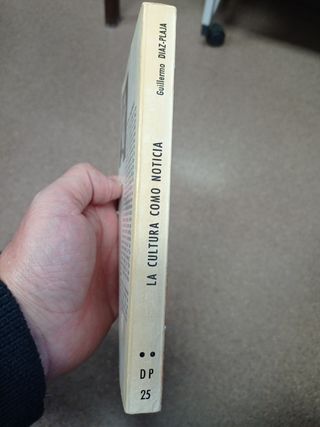 Guillermo DIAZ-PLAJA
LA CULTURA COMO NOTICIA
• •
DP
25